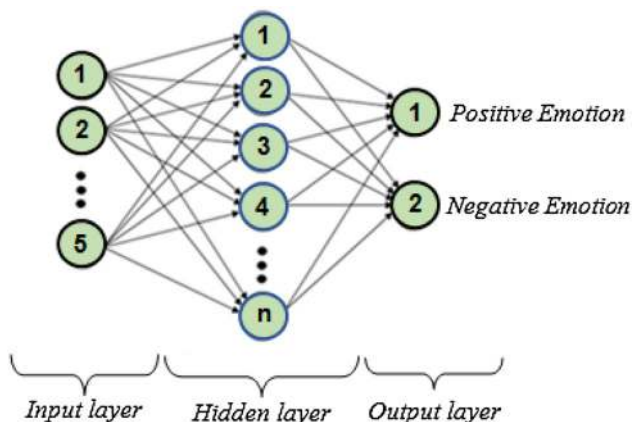 1
2
5
1
2
3
4
n
1 Positive Emotion
2 Negative Emotion
Input layer Hidden layer Output layer